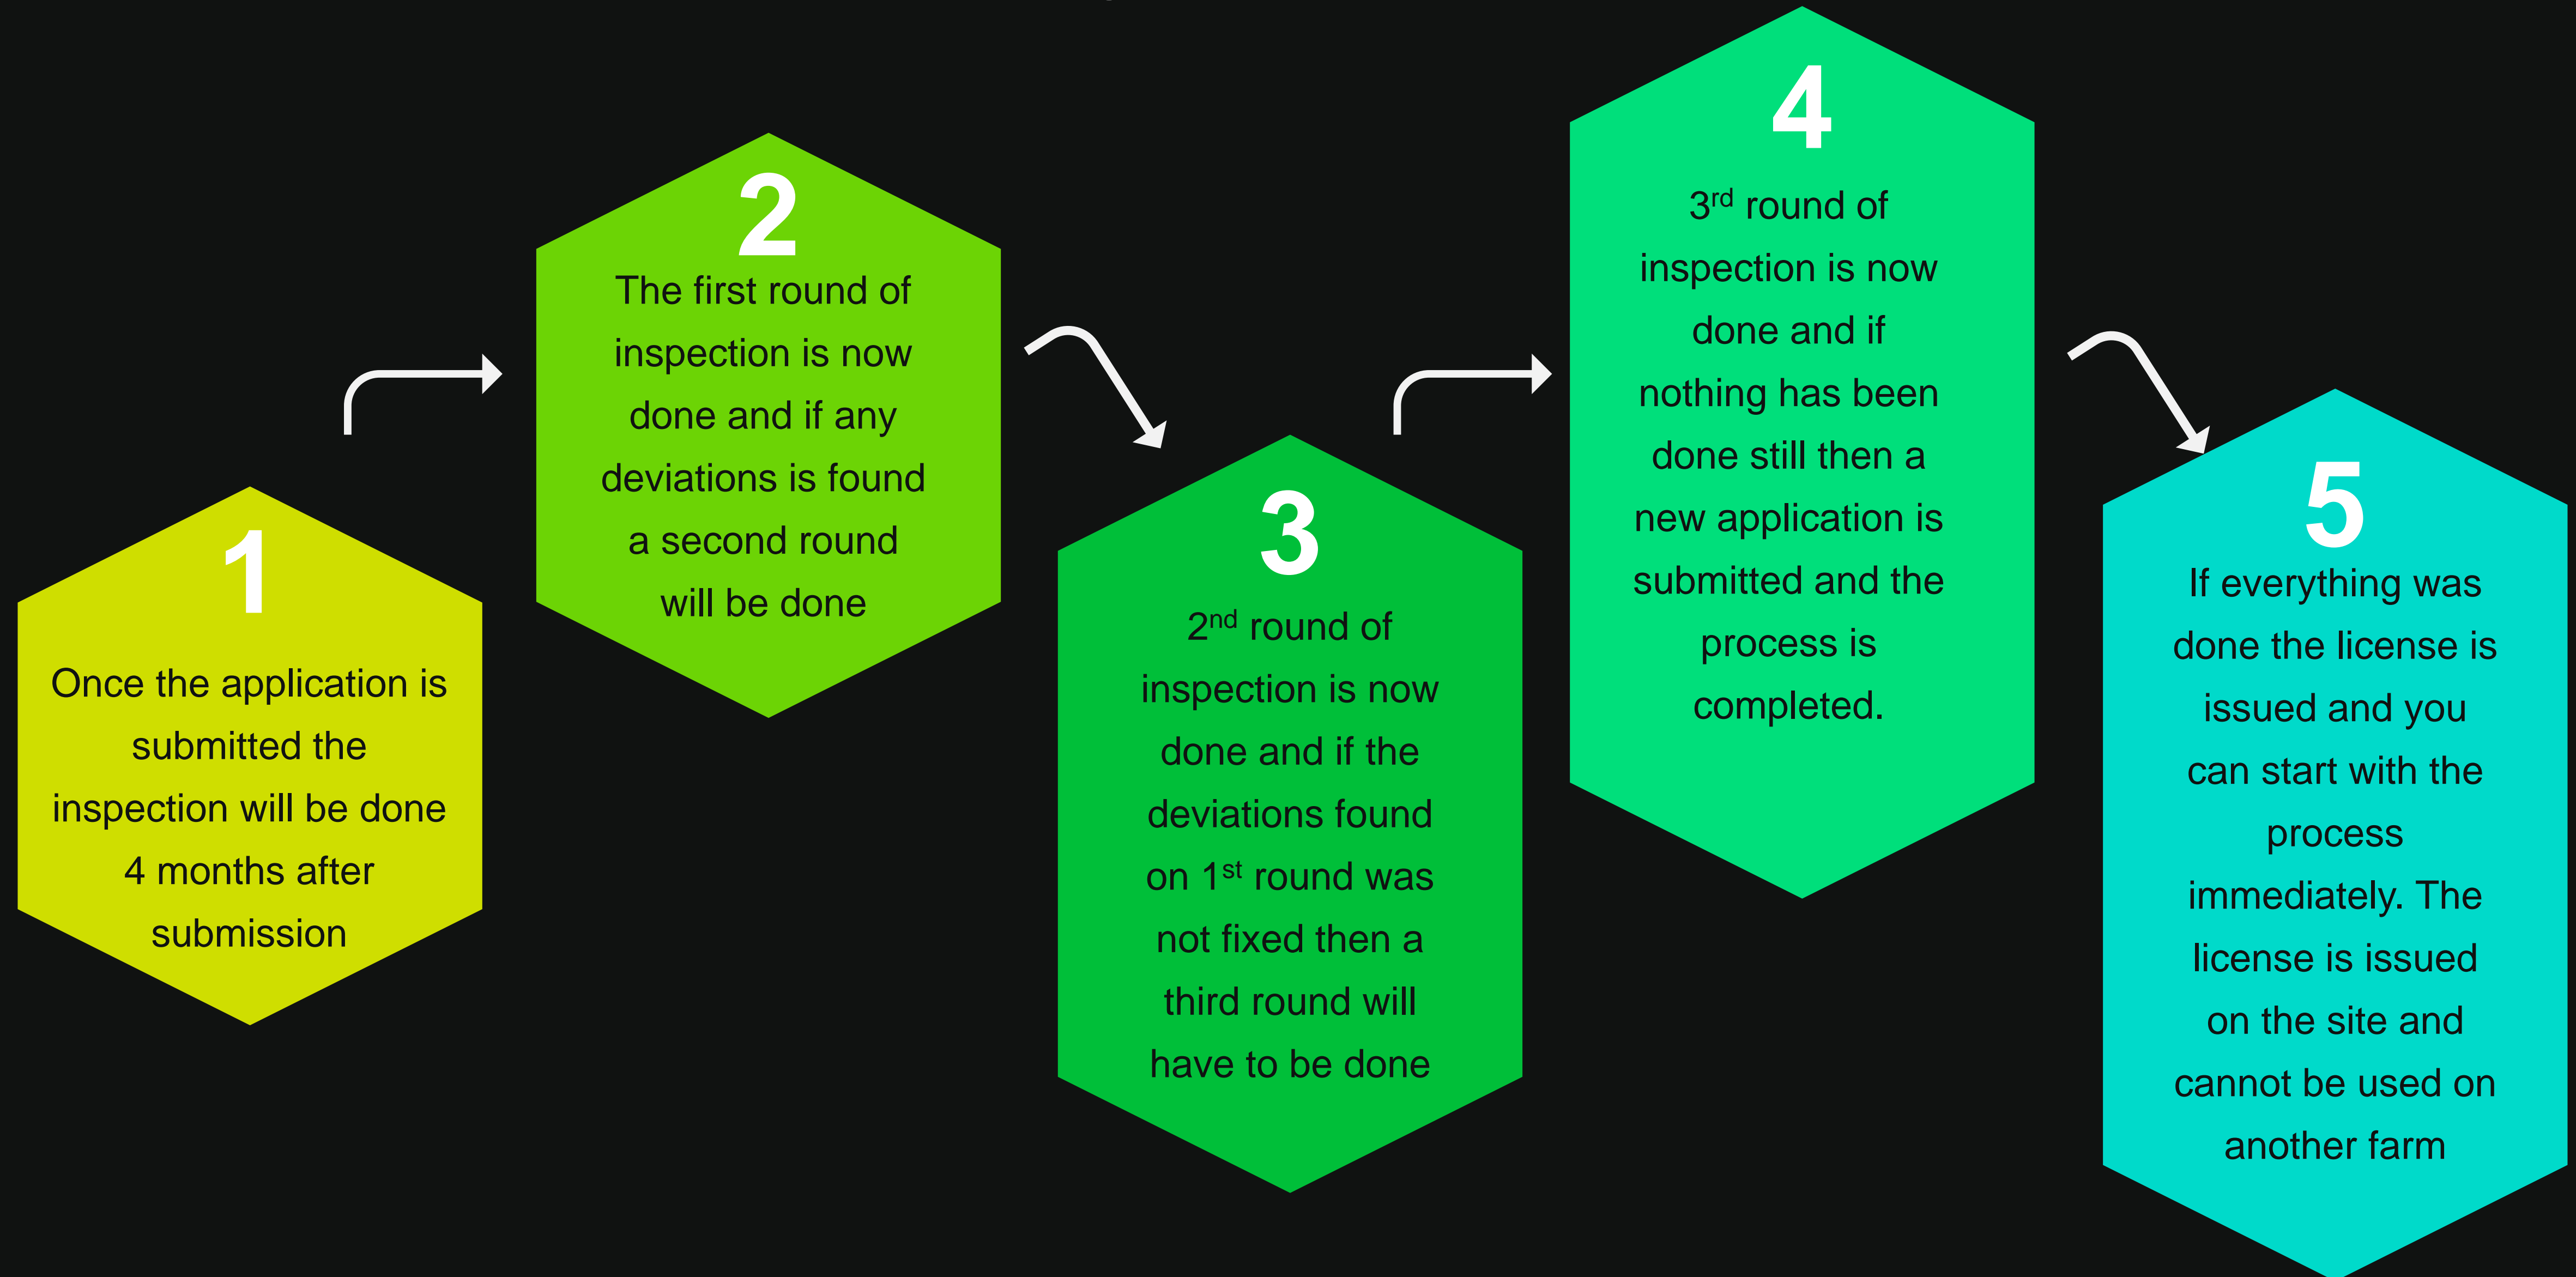 1
Once the application is
submitted the
inspection will be done
4 months after
submission
2
The first round of
inspection is now
done and if any
deviations is found
a second round
will be done
3
2nd round of
inspection is now
done and if the
deviations found
on 1st round was
not fixed then a
third round will
have to be done
4
3rd round of
inspection is now
done and if
nothing has been
done still then a
new application is
submitted and the
process is
completed.
5
If everything was
done the license is
issued and you
can start with the
process
immediately. The
license is issued
on the site and
cannot be used on
another farm